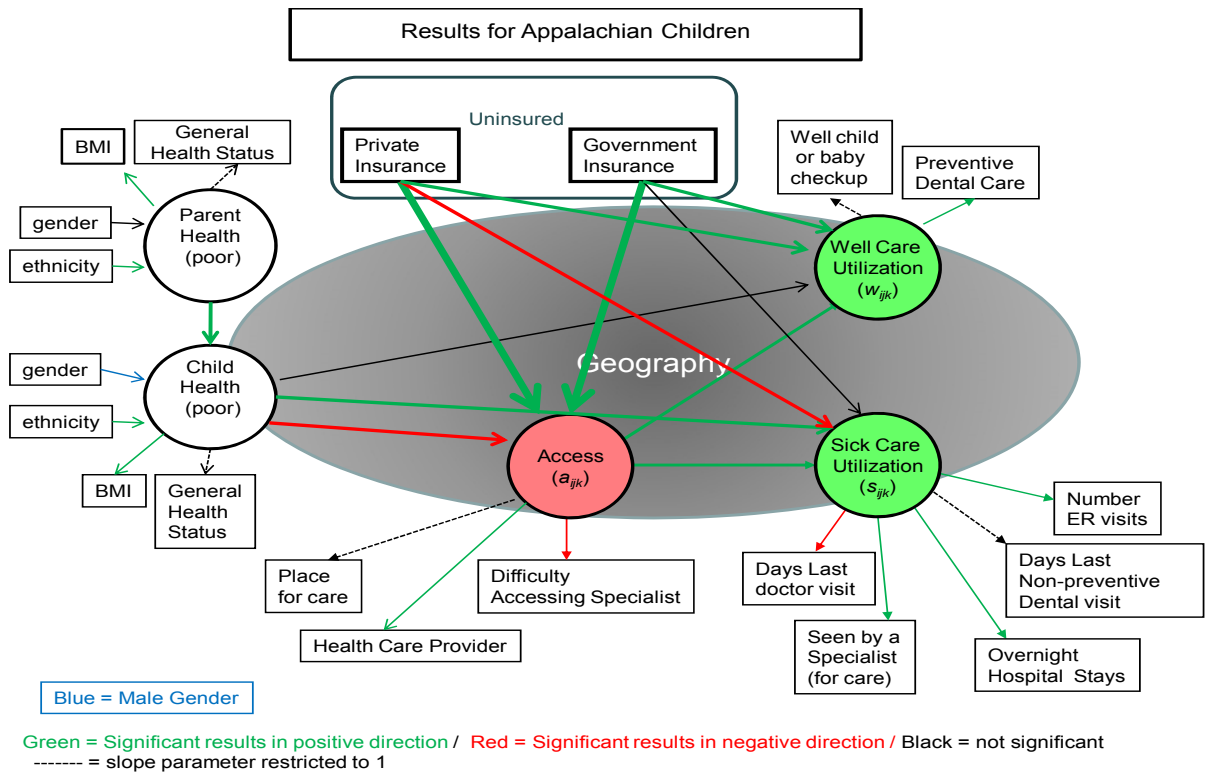 Results for Appalachian Children
Uninsured
Private
Insurance
Government
Insurance
BMI
General
Health Status
gender
ethnicity
Parent
Health
(poor)
Well child
or baby
checkup
Preventive
Dental Care
Well Care
Utilization
(wijk)
Geography
gender
ethnicity
Child
Health
(poor)
BMI
General
Health
Status
Access
(aijk)
Sick Care
Utilization
(sijk)
Place
for care
Health Care Provider
Difficulty
Accessing Specialist
Days Last
doctor visit
Seen by a
Specialist
(for care)
Overnight
Hospital Stays
Days Last
Non-preventive
Dental visit
Number
ER visits
Blue = Male Gender
Green = Significant results in positive direction / Red = Significant results in negative direction / Black = not significant
------- = slope parameter restricted to 1